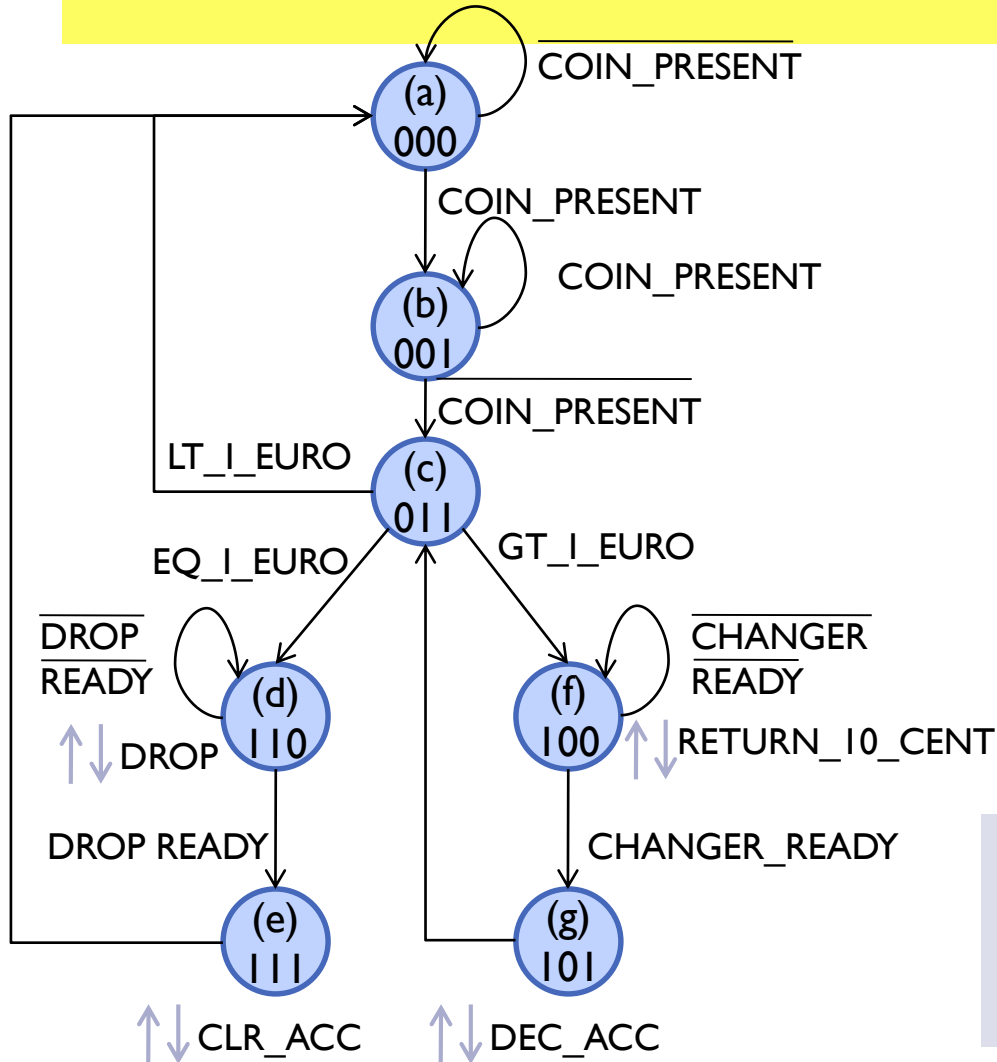 COIN_PRESENT
(a)
000
COIN_PRESENT
COIN_PRESENT
(b)
001
COIN_PRESENT
LT_1_EURO
(c)
011
EQ_1_EURO
GT_1_EURO
DROP
READY
CHANGER
READY
(d)
110
(f)
100
DROP
RETURN_10_CENT
DROP READY
CHANGER_READY
(e)
111
(g)
101
CLR_ACC
DEC_ACC